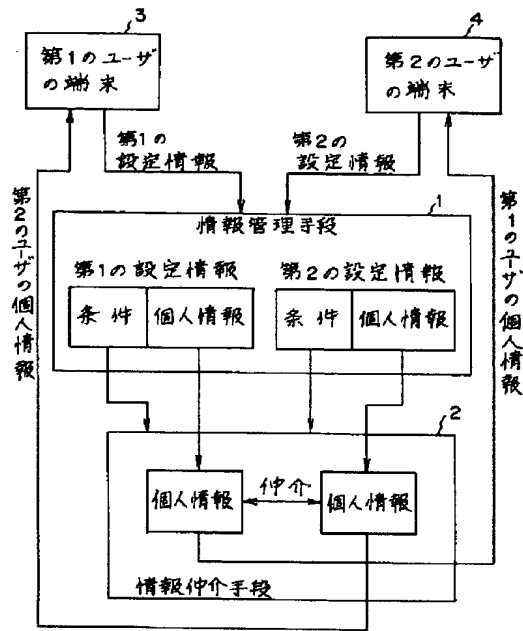 3
第1のユーザ
の端末
4
第2のユーザ
の端末
第1の
設定情報
第2の
設定情報
第2のユーザの個人情報
第1のユーザの個人情報
1
情報管理手段
第1の設定情報
第2の設定情報
条件
個人情報
条件
個人情報
2
個人情報
仲介
個人情報
情報仲介手段